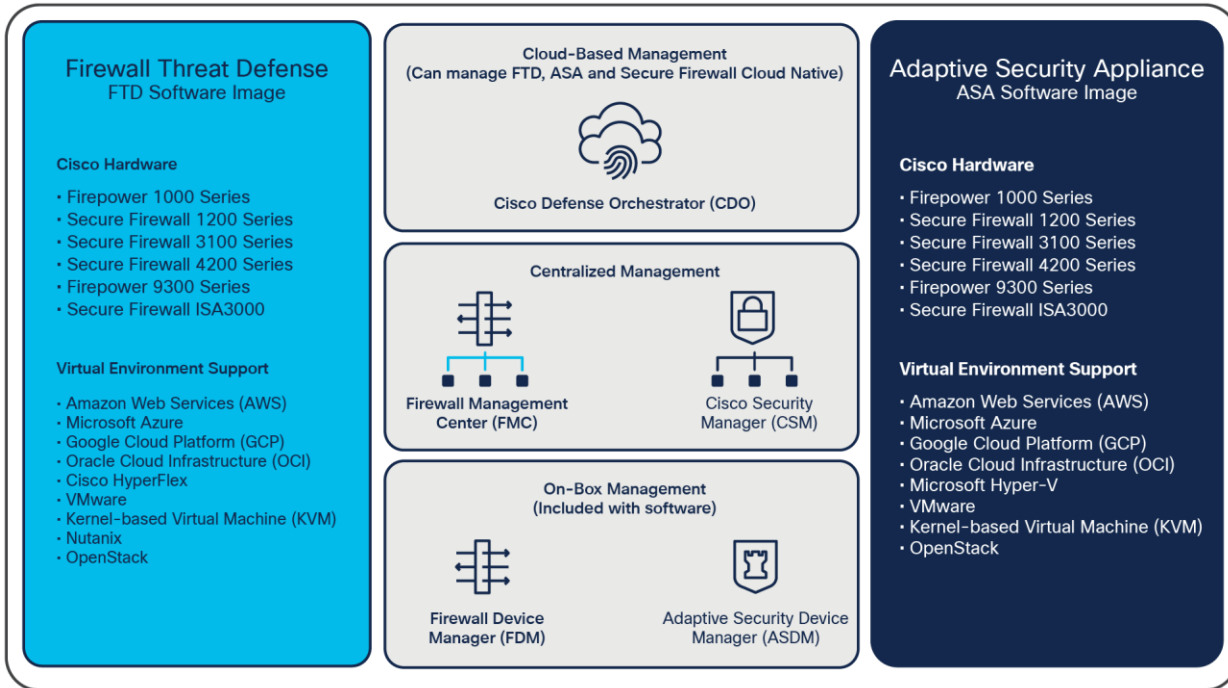 Firewall Threat Defense
FTD Software Image
Cisco Hardware
· Firepower 1000 Series
· Secure Firewall 1200 Series
· Secure Firewall 3100 Series
· Secure Firewall 4200 Series
· Firepower 9300 Series
· Secure Firewall ISA3000
Virtual Environment Support
· Amazon Web Services (AWS)
· Microsoft Azure
· Google Cloud Platform (GCP)
· Oracle Cloud Infrastructure (OCI)
· Cisco HyperFlex
· VMware
· Kernel-based Virtual Machine (KVM)
· Nutanix
· OpenStack
Cloud-Based Management
(Can manage FTD, ASA and Secure Firewall Cloud Native)
Cisco Defense Orchestrator (CDO)
Centralized Management
Firewall Management
Center (FMC)
Cisco Security
Manager (CSM)
On-Box Management
(Included with software)
Firewall Device
Manager (FDM)
Adaptive Security Device
Manager (ASDM)
Adaptive Security Appliance
ASA Software Image
Cisco Hardware
· Firepower 1000 Series
· Secure Firewall 1200 Series
· Secure Firewall 3100 Series
· Secure Firewall 4200 Series
· Firepower 9300 Series
· Secure Firewall ISA3000
Virtual Environment Support
· Amazon Web Services (AWS)
· Microsoft Azure
· Google Cloud Platform (GCP)
· Oracle Cloud Infrastructure (OCI)
· Microsoft Hyper-V
· VMware
· Kernel-based Virtual Machine (KVM)
· OpenStack